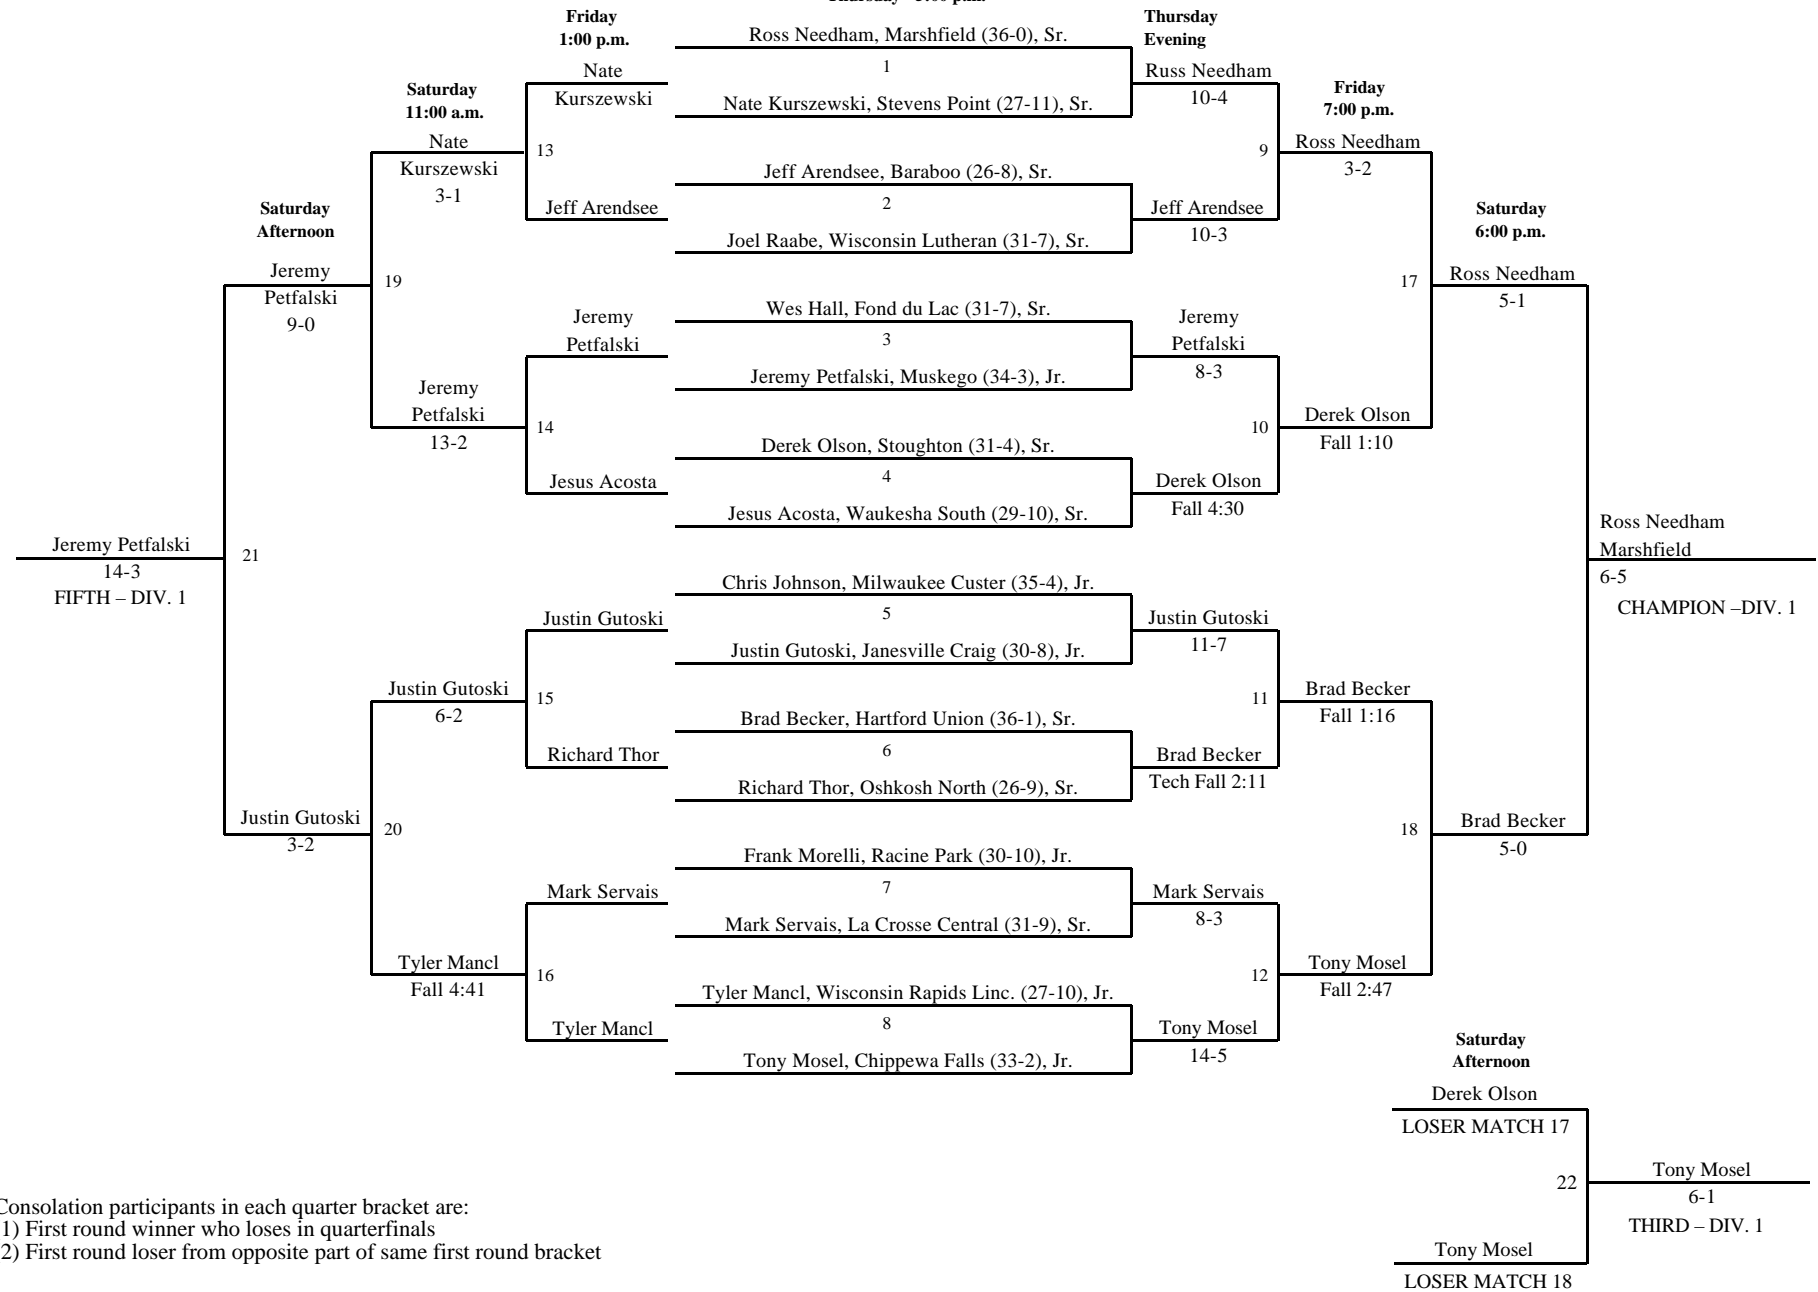 Friday
1:00 p.m.
Thursday
Evening
Ross Needham, Marshfield (36-0), Sr.
1
Nate Kurszewski, Stevens Point (27-11), Sr.
Nate
Kurszewski
Russ Needham
10-4
Saturday
11:00 a.m.
Friday
7:00 p.m.
Nate
Kurszewski
3-1
13
Jeff Arendsee, Baraboo (26-8), Sr.
2
Joel Raabe, Wisconsin Lutheran (31-7), Sr.
Jeff Arendsee
Jeff Arendsee
10-3
9
Ross Needham
3-2
Saturday
Afternoon
Saturday
6:00 p.m.
Jeremy
Petfalski
9-0
19
17
Ross Needham
5-1
Wes Hall, Fond du Lac (31-7), Sr.
3
Jeremy Petfalski, Muskego (34-3), Jr.
Jeremy
Petfalski
Jeremy
Petfalski
8-3
Jeremy
Petfalski
13-2
14
10
Derek Olson
Fall 1:10
Derek Olson, Stoughton (31-4), Sr.
4
Jesus Acosta, Waukesha South (29-10), Sr.
Jesus Acosta
Derek Olson
Fall 4:30
Jeremy Petfalski
14-3
FIFTH – DIV. 1
21
Ross Needham
Marshfield
6-5
CHAMPION –DIV. 1
Chris Johnson, Milwaukee Custer (35-4), Jr.
5
Justin Gutoski, Janesville Craig (30-8), Jr.
Justin Gutoski
Justin Gutoski
11-7
Justin Gutoski
6-2
15
11
Brad Becker
Fall 1:16
Brad Becker, Hartford Union (36-1), Sr.
6
Richard Thor, Oshkosh North (26-9), Sr.
Richard Thor
Brad Becker
Tech Fall 2:11
Justin Gutoski
3-2
20
18
Brad Becker
5-0
Frank Morelli, Racine Park (30-10), Jr.
7
Mark Servais, La Crosse Central (31-9), Sr.
Mark Servais
Mark Servais
8-3
Tyler Mancl
Fall 4:41
16
12
Tony Mosel
Fall 2:47
Tyler Mancl, Wisconsin Rapids Linc. (27-10), Jr.
8
Tony Mosel, Chippewa Falls (33-2), Jr.
Tyler Mancl
Tony Mosel
14-5
Saturday
Afternoon
Derek Olson
LOSER MATCH 17
22
Tony Mosel
6-1
THIRD – DIV. 1
Tony Mosel
LOSER MATCH 18
Consolation participants in each quarter bracket are:
1) First round winner who loses in quarterfinals
2) First round loser from opposite part of same first round bracket